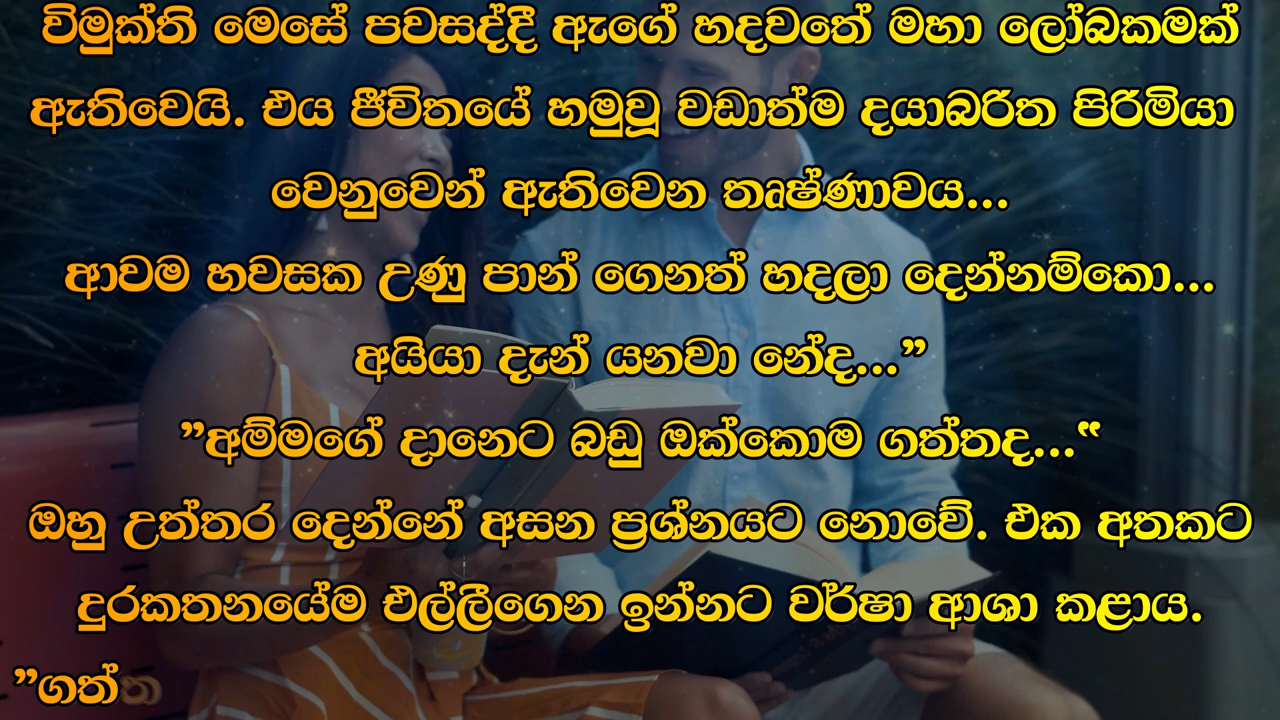 විමුක්ති මෙසේ පවසද්දී ඇගේ හදවතේ මහා ලෝබකමක්
ඇතිවෙයි. එය ජීවිතයේ හමුවූ වඩාත්ම දයාබරිත පිරිමියා
වෙනුවෙන් ඇතිවෙන තෘෂ්ණාවය...
ආවම හවසක උණු පාන් ගෙනත් හදලා දෙන්නම්කො...
අයියා දැන් යනවා නේද...”
”අම්මගේ දානෙට බඩු ඔක්කොම ගත්තද...‟
ඔහු උත්තර දෙන්නේ අසන ප්‍රශ්නයට නොවේ. එක අතකට
දුරකතනයේම එල්ලීගෙන ඉන්නට වර්ෂා ආශා කළාය.
”ගත්ත